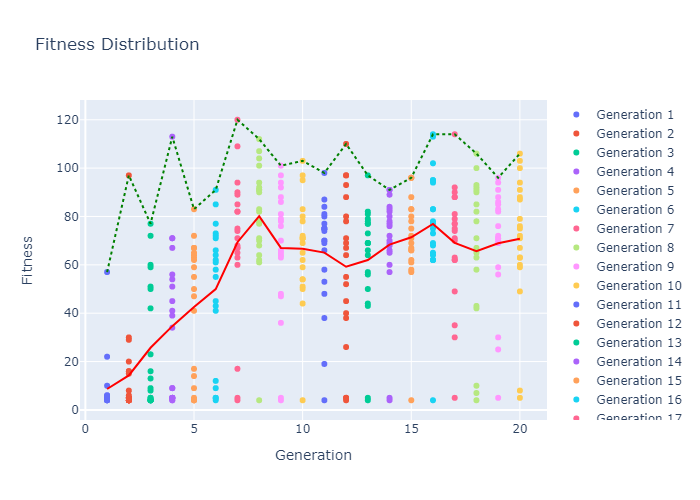 Fitness Distribution
Fitness
120
100
80
60
40
20
0
0
5
10
15
20
Generation
Generation 1
Generation 2
Generation 3
Generation 4
Generation 5
Generation 6
Generation 7
Generation 8
Generation 9
Generation 10
Generation 11
Generation 12
Generation 13
Generation 14
Generation 15
Generation 16
Generation 17